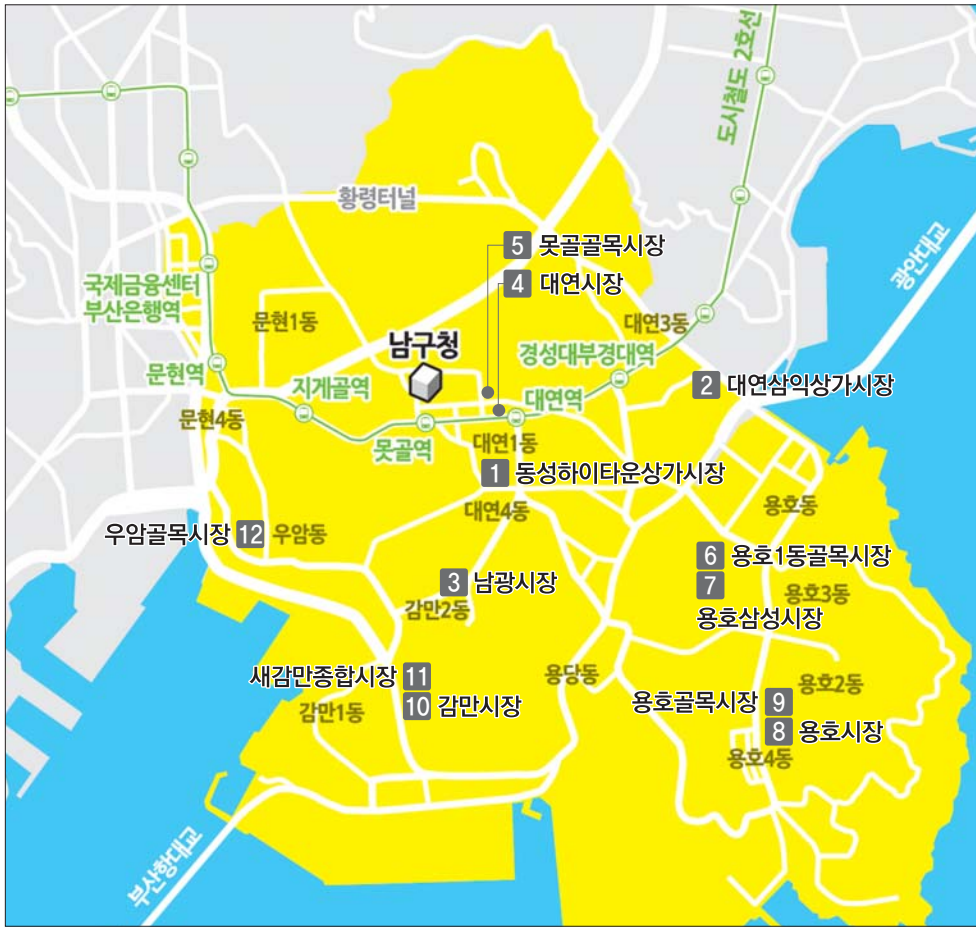 도시철도 2호선
황령터널
5 못골골목시장
4 대연시장
광안대교
국제금융센터
부산은행역
문현1동
대연3동
남구청
경성대부경대역
문현역
지게골역
대연역
2 대연삼익상가시장
문현4동
못골역
대연1동
1 동성하이타운상가시장
대연4동
용호동
우암골목시장 12 우암동
6 용호1동골목시장
7
용호삼성시장
용호3동
3 남광시장
감만2동
새감만종합시장 11
10 감만시장
감만1동
용당동
용호2동
용호골목시장 9
8 용호시장
용호4동
부산항대교